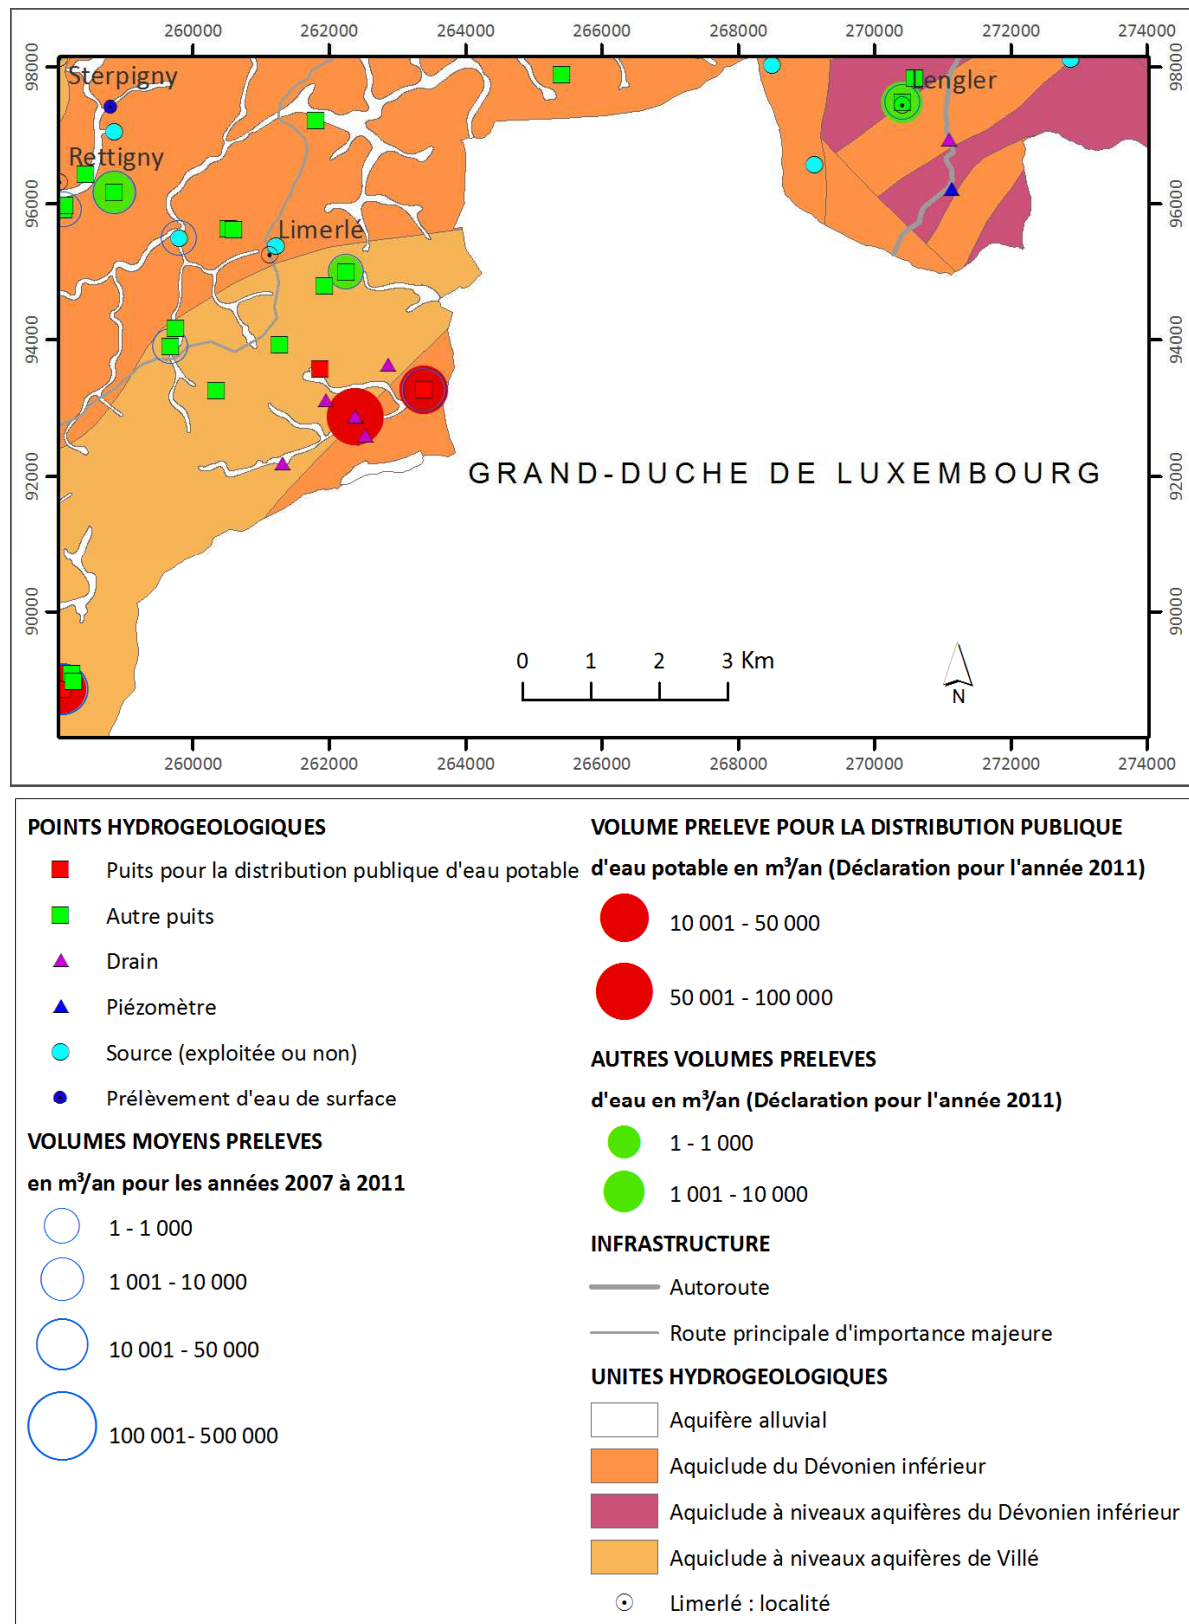 260000 262000 264000 266000 268000 270000 272000 274000
98000 98000
Sterpigny
Lengler
Rettigny
96000 96000
Limerlé
94000 94000
92000 92000
GRAND-DUCHE DE LUXEMBOURG
90000 90000
0 1 2 3 Km
N
260000 262000 264000 266000 268000 270000 272000 274000
POINTS HYDROGEOLOGIQUES
Puits pour la distribution publique d'eau potable
Autre puits
Drain
Piézomètre
Source (exploitée ou non)
Prélèvement d'eau de surface
VOLUMES MOYENS PRELEVES
en m³/an pour les années 2007 à 2011
1 - 1 000
1 001 - 10 000
10 001 - 50 000
100 001- 500 000
VOLUME PRELEVE POUR LA DISTRIBUTION PUBLIQUE
d'eau potable en m³/an (Déclaration pour l'année 2011)
10 001 - 50 000
50 001 - 100 000
AUTRES VOLUMES PRELEVES
d'eau en m³/an (Déclaration pour l'année 2011)
1 - 1 000
1 001 - 10 000
INFRASTRUCTURE
Autoroute
Route principale d'importance majeure
UNITES HYDROGEOLOGIQUES
Aquifère alluvial
Aquiclude du Dévonien inférieur
Aquiclude à niveaux aquifères du Dévonien inférieur
Aquiclude à niveaux aquifères de Villé
Limerlé : localité